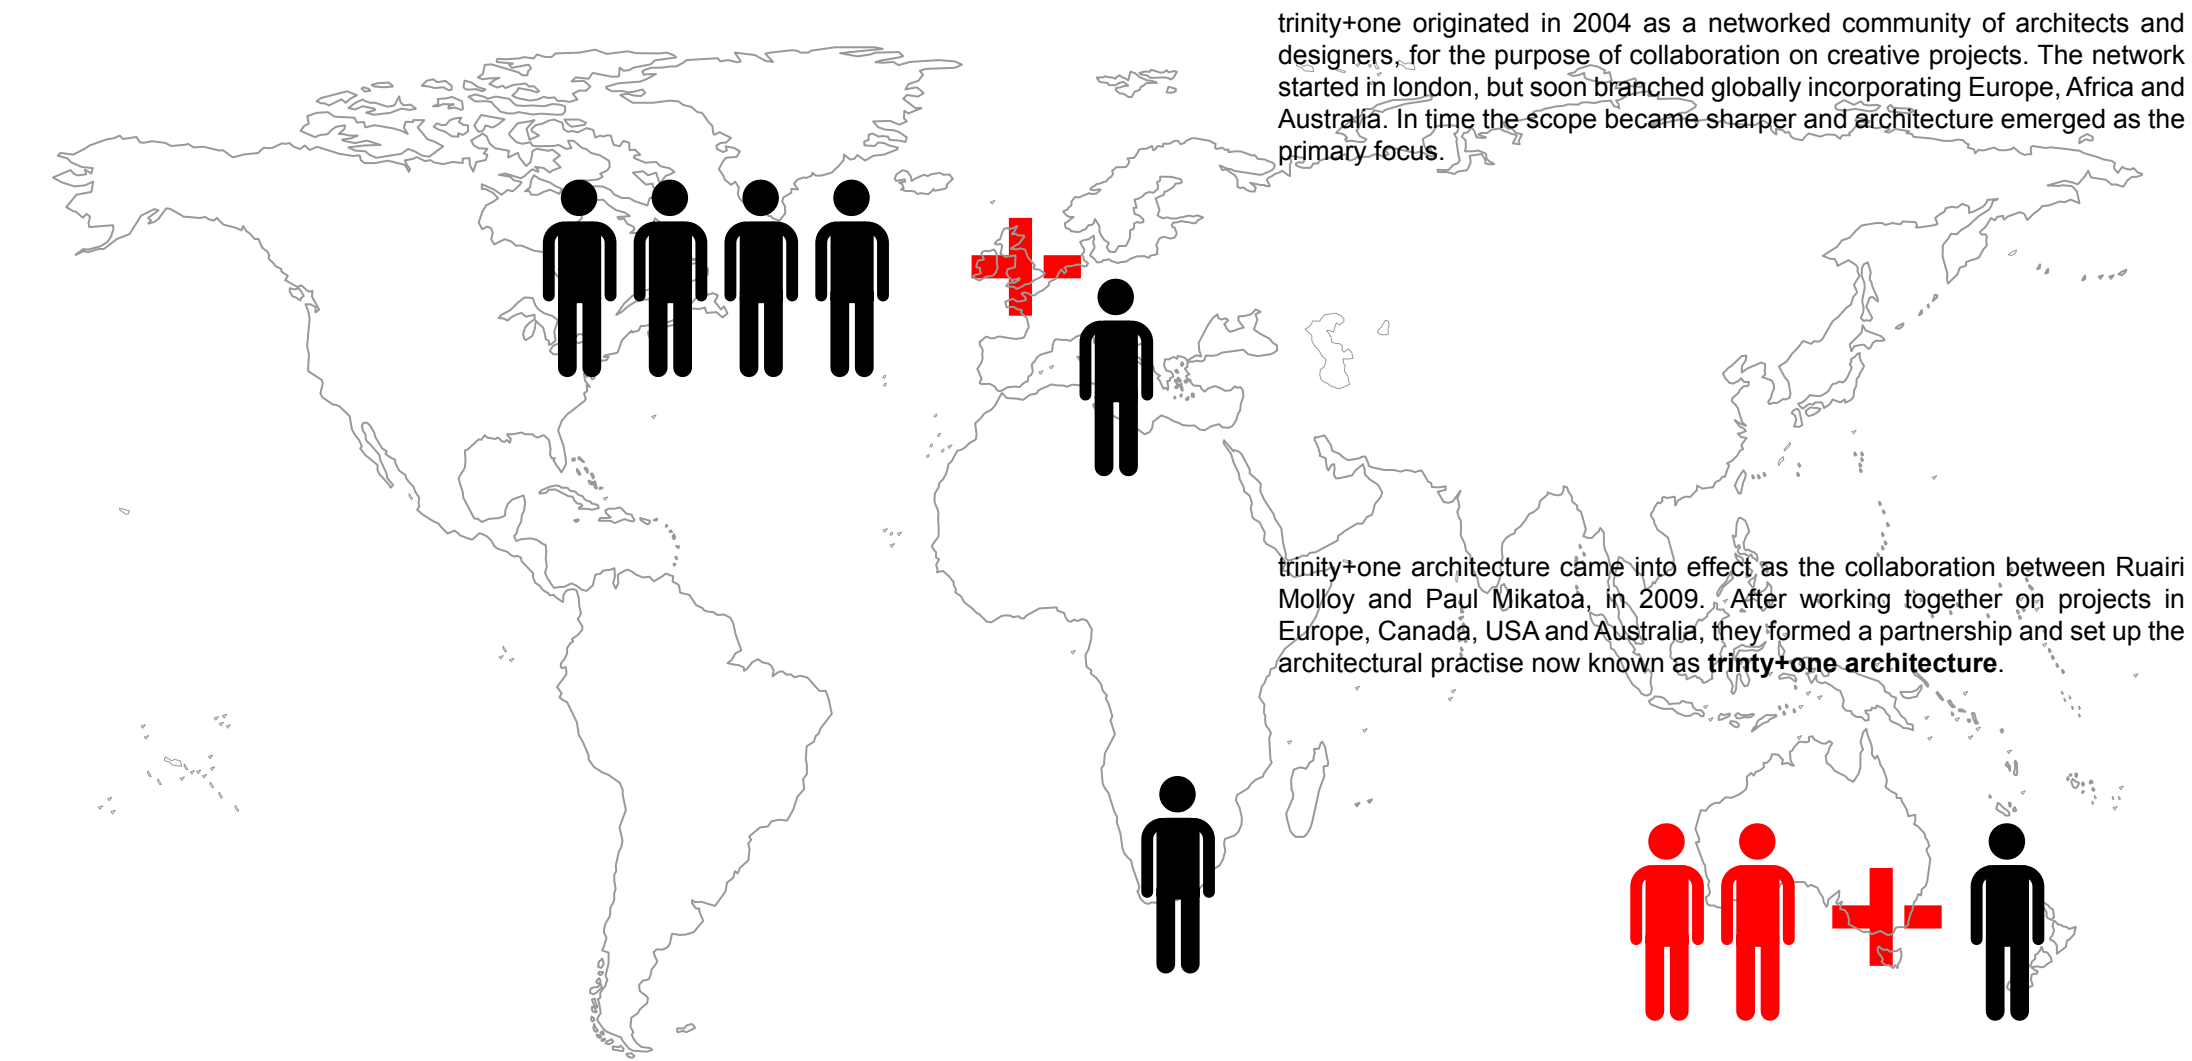 trinity+one originated in 2004 as a networked community of architects and
designers, for the purpose of collaboration on creative projects. The network
started in london, but soon branched globally incorporating Europe, Africa and
Australia. In time the scope became sharper and architecture emerged as the
primary focus.
trinity+one architecture came into effect as the collaboration between Ruairi
Molloy and Paul Mikatoa, in 2009. After working together on projects in
Europe, Canada, USA and Australia, they formed a partnership and set up the
architectural practise now known as trinty+one architecture.